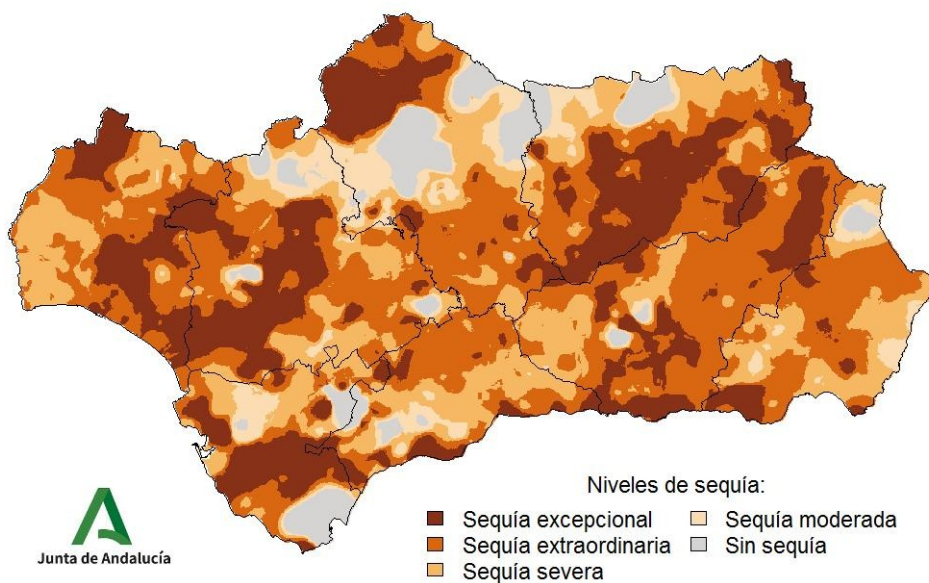 Niveles de sequía:
Sequía excepcional
Sequía extraordinaria
Sequía severa
Sequía moderada
Sin sequía
Junta de Andalucía